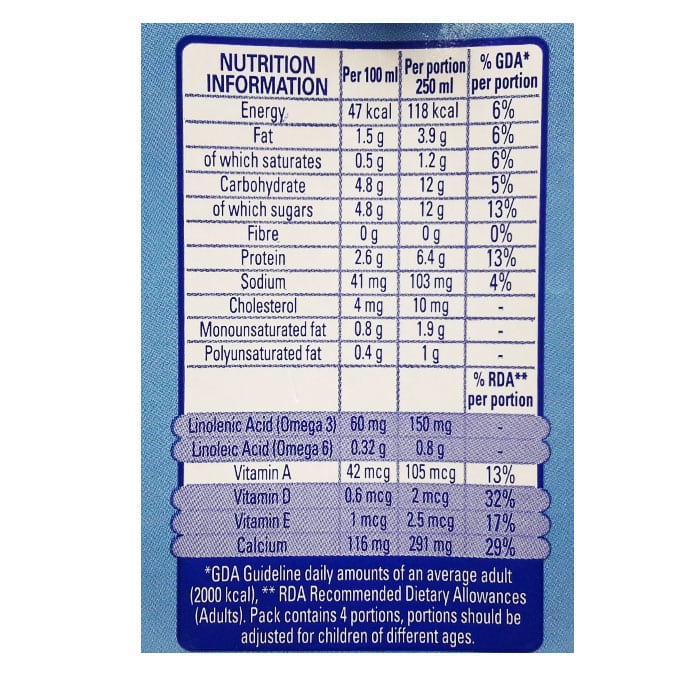 NUTRITION INFORMATION Per 100 ml Per portion 250 ml % GDA* per portion
Energy 47 kcal 118 kcal 6%
Fat 1.5 g 3.9 g 6%
of which saturates 0.5 g 1.2 g 6%
Carbohydrate 4.8 g 12 g 5%
of which sugars 4.8 g 12 g 13%
Fibre 0 g 0 g 0%
Protein 2.6 g 6.4 g 13%
Sodium 41 mg 103 mg 4%
Cholesterol 4 mg 10 mg -
Monounsaturated fat 0.8 g 1.9 g -
Polyunsaturated fat 0.4 g 1 g -
% RDA**
per portion
Linolenic Acid (Omega 3) 60 mg 150 mg -
Linoleic Acid (Omega 6) 0.32 g 0.8 g -
Vitamin A 42 mcg 105 mcg 13%
Vitamin D 0.6 mcg 2 mcg 32%
Vitamin E 1 mcg 2.5 mcg 17%
Calcium 116 mg 291 mg 29%
*GDA Guideline daily amounts of an average adult
(2000 kcal), ** RDA Recommended Dietary Allowances
(Adults). Pack contains 4 portions, portions should be
adjusted for children of different ages.